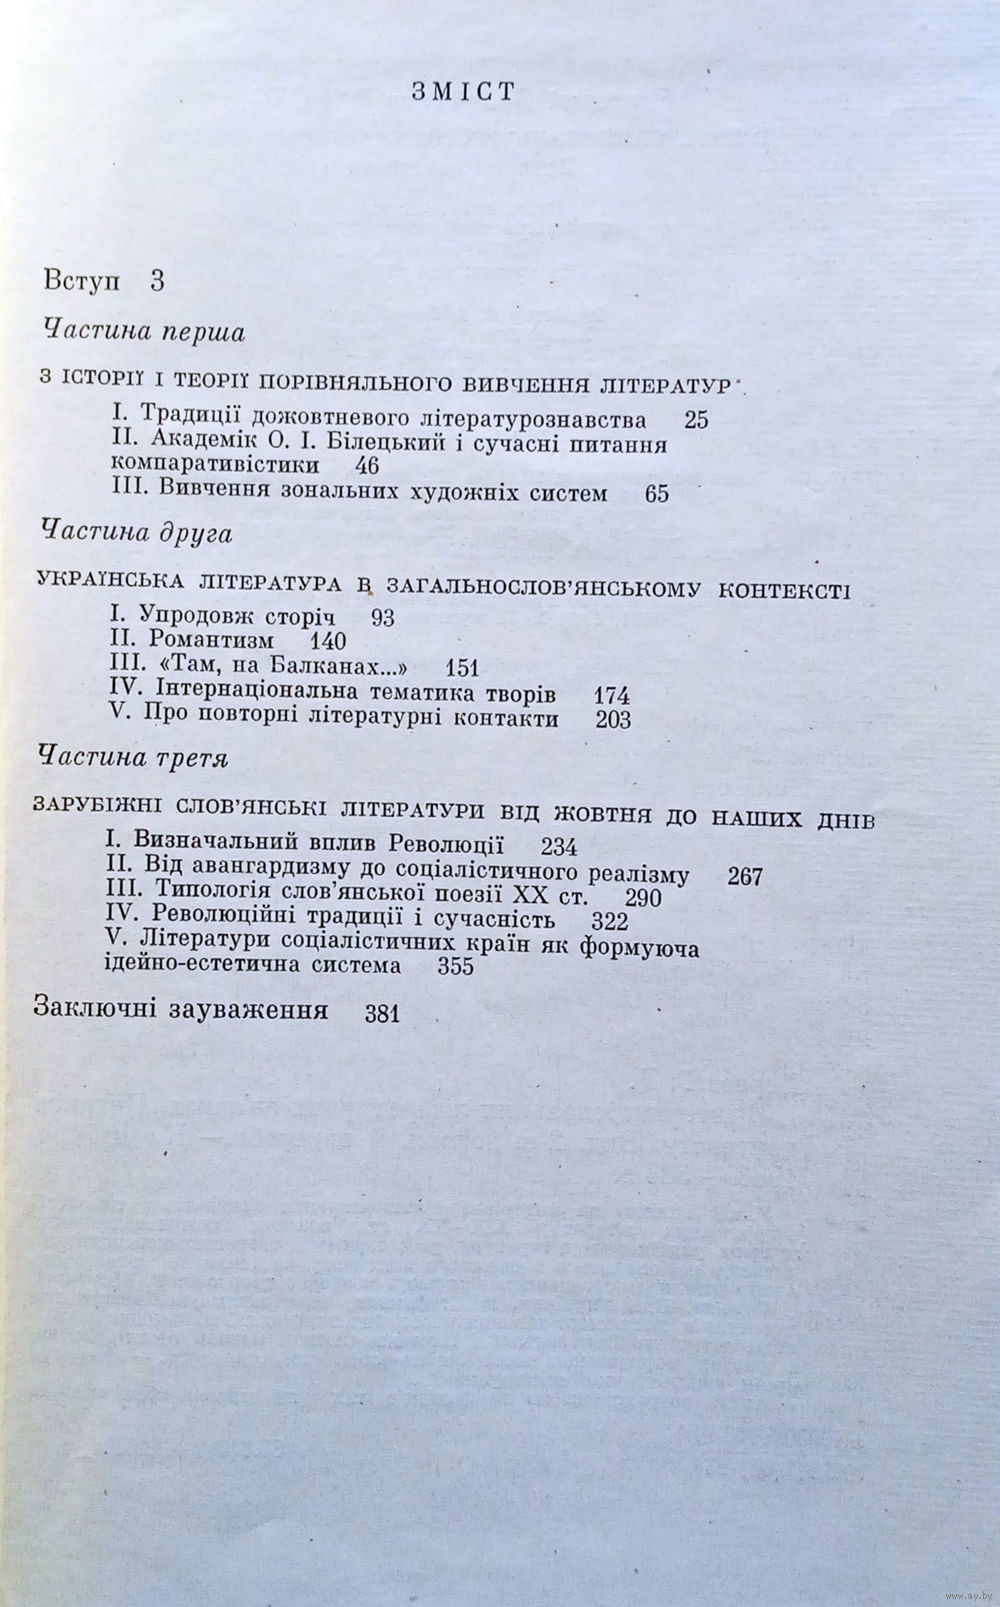 ЗМІСТ
Вступ 3
Частина перша
З ІСТОРІЇ І ТЕОРІЇ ПОРІВНЯЛЬНОГО ВИВЧЕННЯ ЛІТЕРАТУР
I. Традиції дожовтневого літературознавства 25
II. Академік О. І. Білецький і сучасні питання
компаративістики 46
III. Вивчення зональних художніх систем 65
Частина друга
УКРАЇНСЬКА ЛІТЕРАТУРА В ЗАГАЛЬНОСЛОВ’ЯНСЬКОМУ КОНТЕКСТІ
I. Упродовж сторіч 93
II. Романтизм 140
III. «Там, на Балканах...» 151
IV. Інтернаціональна тематика творів 174
V. Про повторні літературні контакти 203
Частина третя
ЗАРУБІЖНІ СЛОВ’ЯНСЬКІ ЛІТЕРАТУРИ ВІД ЖОВТНЯ ДО НАШИХ ДНІВ
I. Визначальний вплив Революції 234
II. Від авангардизму до соціалістичного реалізму 267
III. Типологія слов’янської поезії XX ст. 290
IV. Революційні традиції і сучасність 322
V. Літератури соціалістичних країн як формуюча
ідейно-естетична система 355
Заключні зауваження 381
www.ay.by